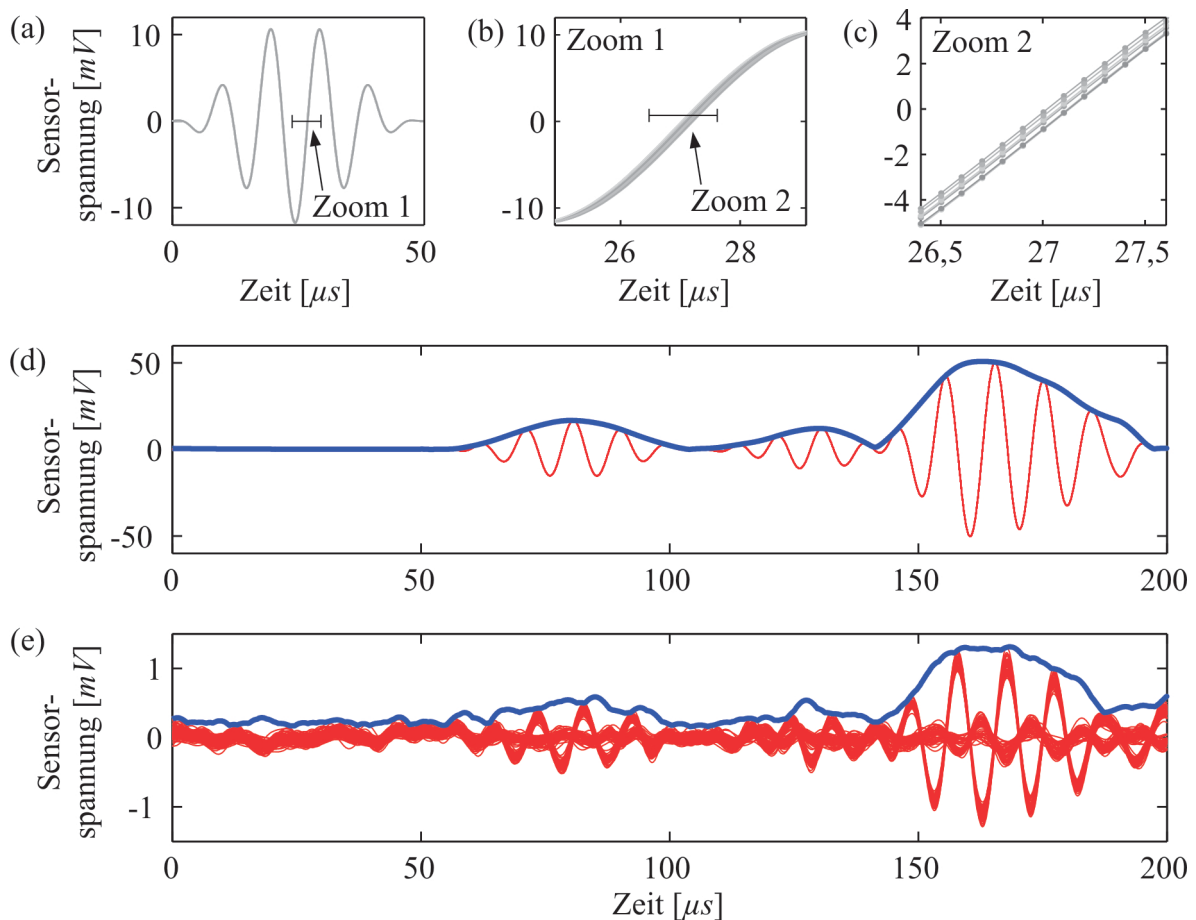 (a)
Sensor-
spannung [mV]
10
0
-10
0
50
Zoom 1
Zeit [µs]
(b)
Zoom 1
10
0
-10
26
28
Zoom 2
Zeit [µs]
(c)
Zoom 2
4
2
0
-2
-4
26,5
27
27,5
Zeit [µs]
(d)
Sensor-
spannung [mV]
50
0
-50
0
50
100
150
200
(e)
Sensor-
spannung [mV]
1
0
-1
0
50
100
150
200
Zeit [µs]